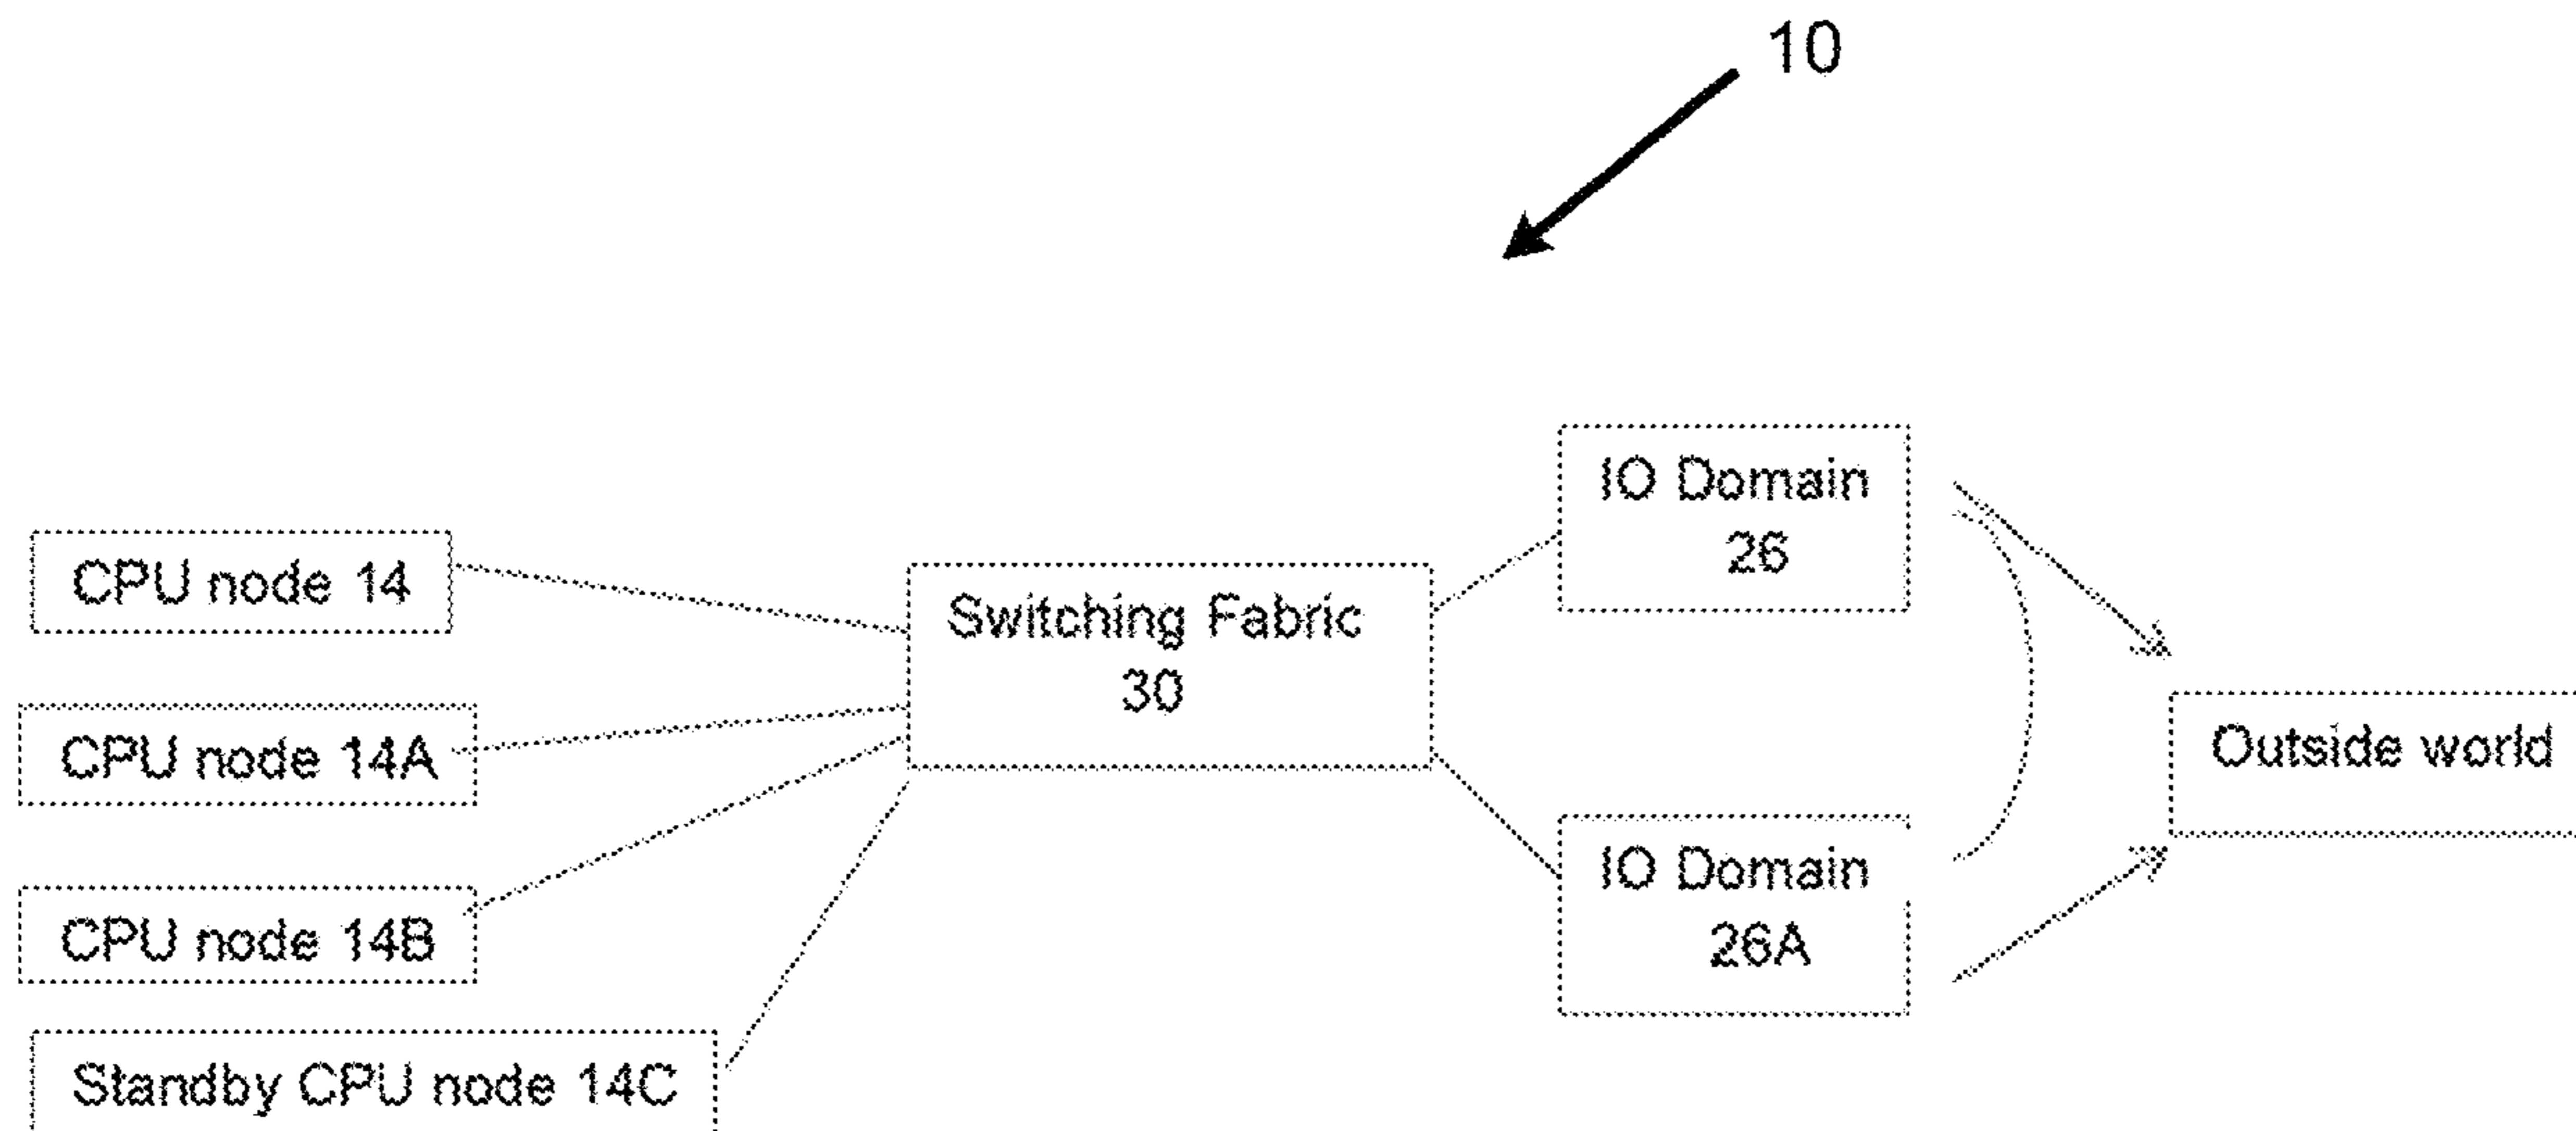 10
IO Domain
26
CPU node 14
Switching Fabric
30
CPU node 14A
Outside world
IO Domain
26A
CPU node 14B
Standby CPU node 14C